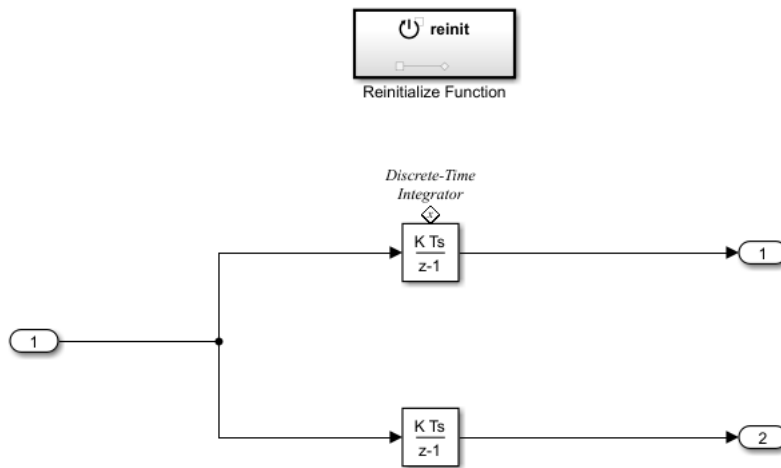 reinit
Reinitialize Function
Discrete-Time
Integrator
x
K Ts
z-1
1
1
K Ts
z-1
2